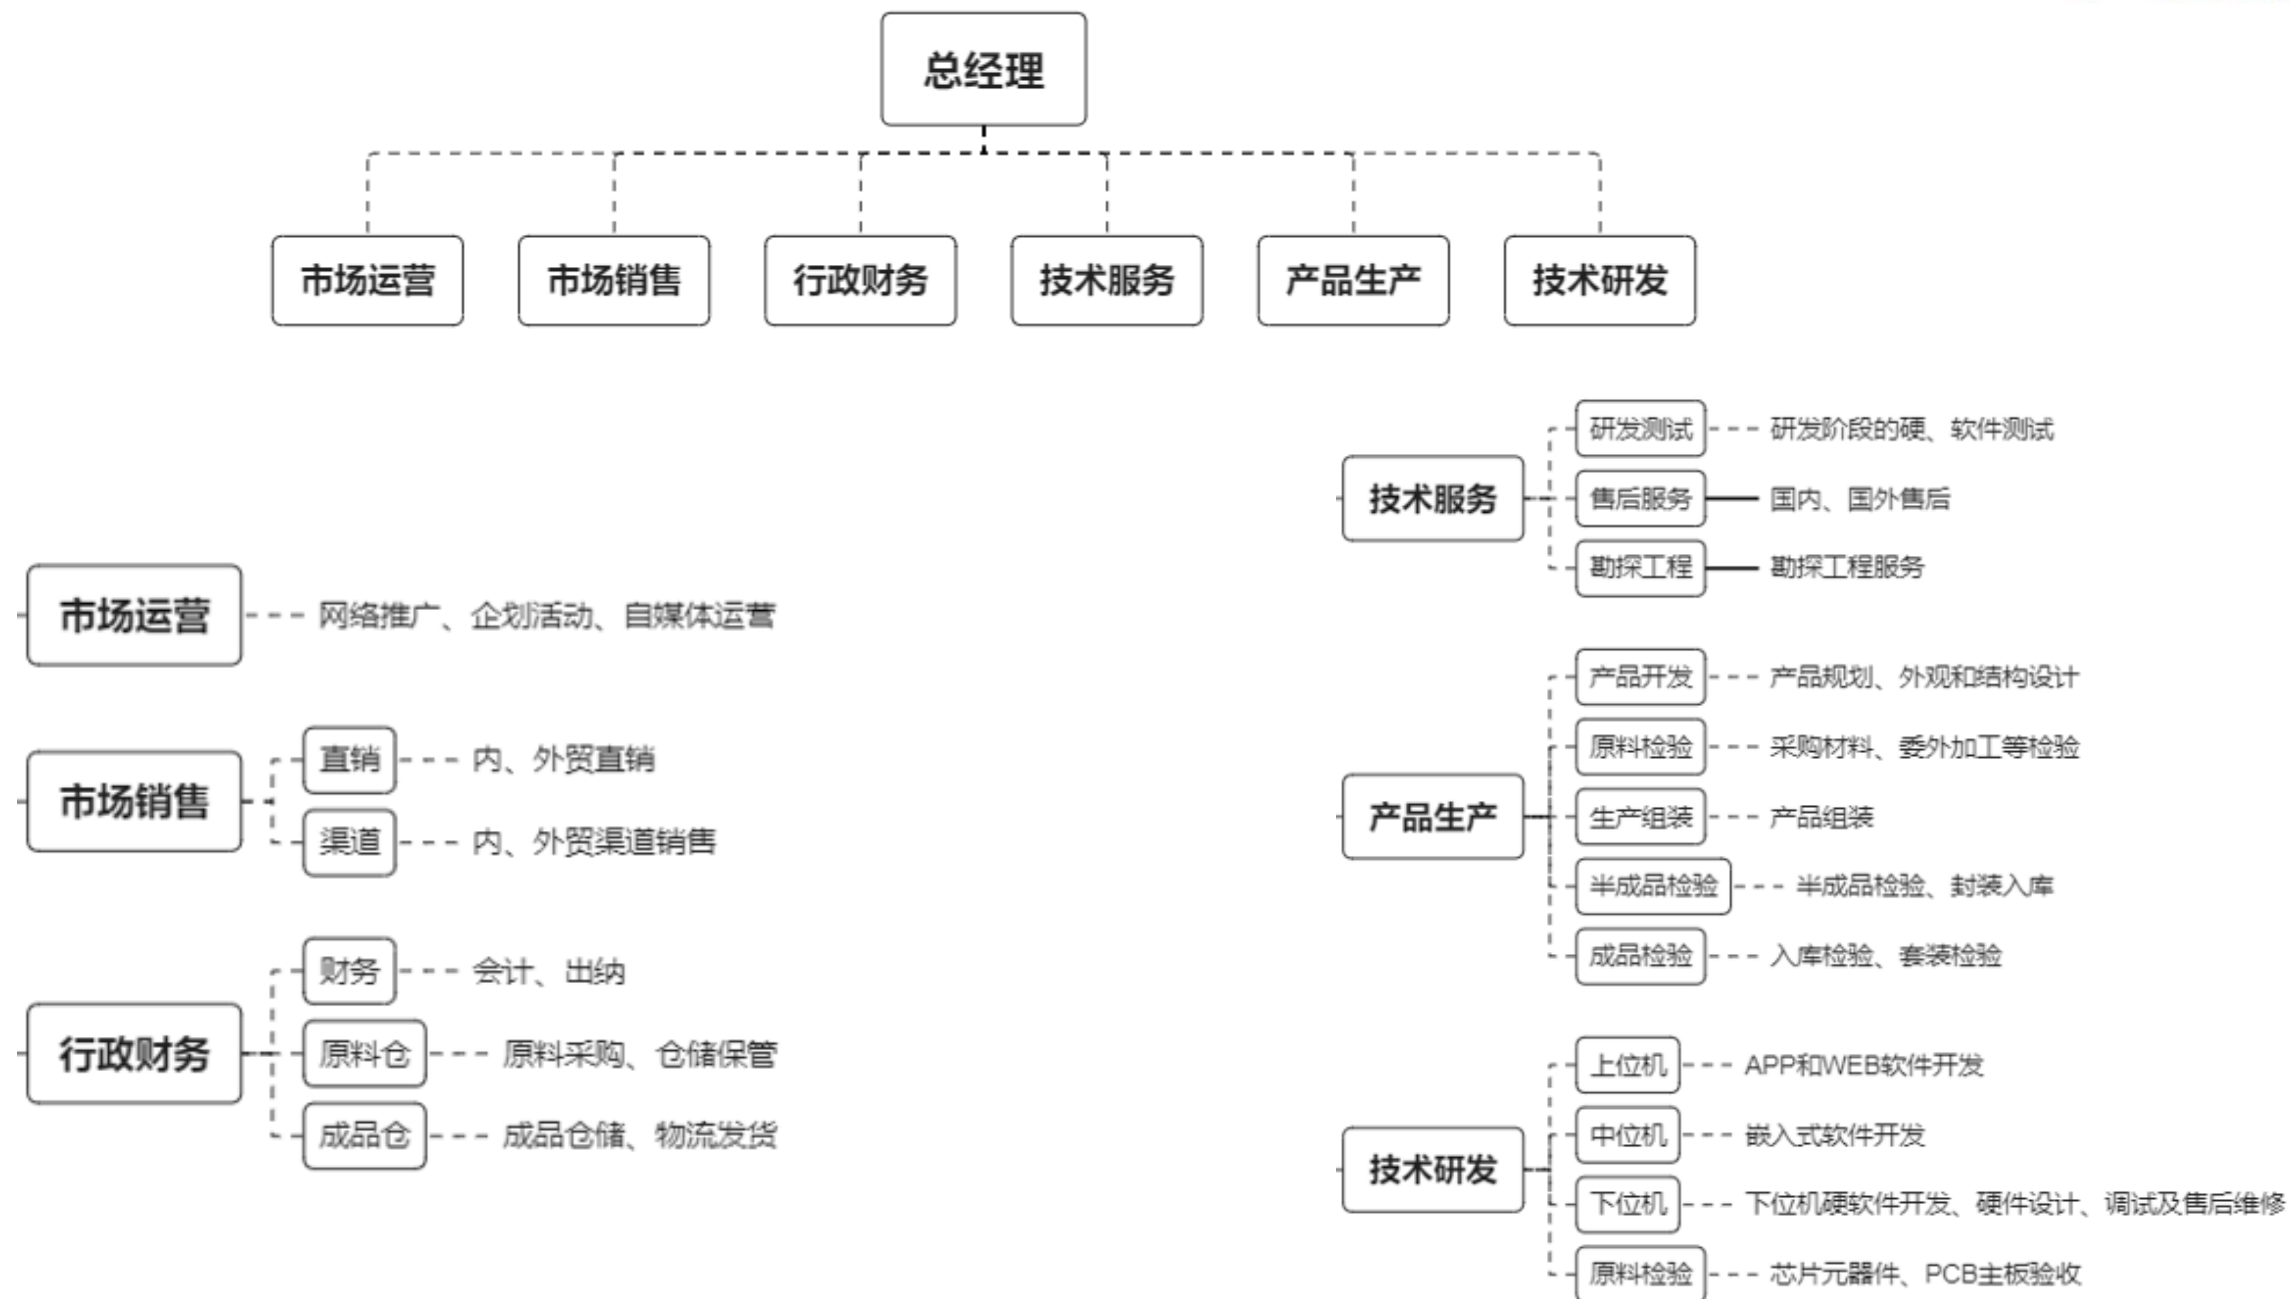 总经理
市场运营
市场销售
行政财务
技术服务
产品生产
技术研发
市场运营
网络推广、企划活动、自媒体运营
市场销售
直销
内、外贸直销
渠道
内、外贸渠道销售
行政财务
财务
会计、出纳
原料仓
原料采购、仓储保管
成品仓
成品仓储、物流发货
技术服务
研发测试
研发阶段的硬、软件测试
售后服务
国内、国外售后
勘探工程
勘探工程服务
产品生产
产品开发
产品规划、外观和结构设计
原料检验
采购材料、委外加工等检验
生产组装
产品组装
半成品检验
半成品检验、封装入库
成品检验
入库检验、套装检验
技术研发
上位机
APP和WEB软件开发
中位机
嵌入式软件开发
下位机
下位机硬软件开发、硬件设计、调试及售后维修
原料检验
芯片元器件、PCB主板验收